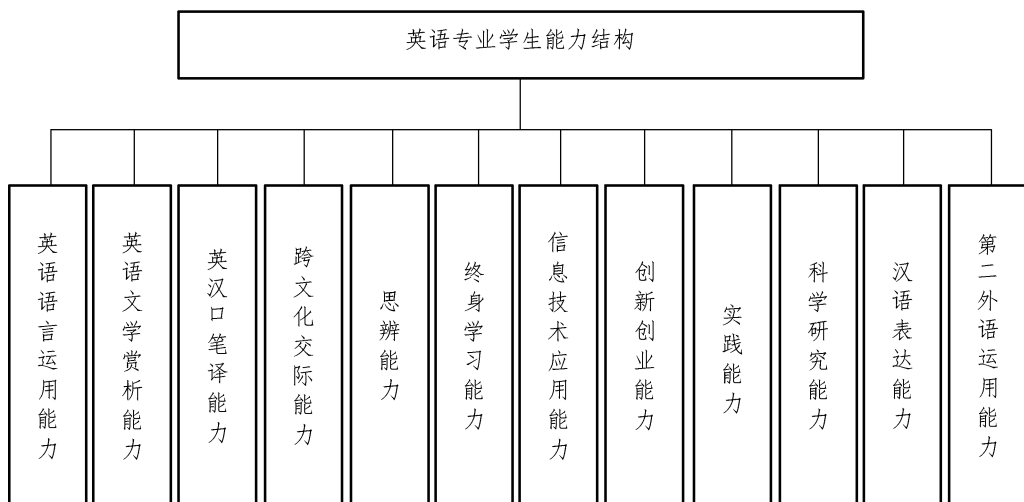 英语专业学生能力结构
英语语言运用能力
英语文学赏析能力
英汉口笔译能力
跨文化交际能力
思辨能力
终身学习能力
信息技术应用能力
创新创业能力
实践能力
科学研究能力
汉语表达能力
第二外语运用能力